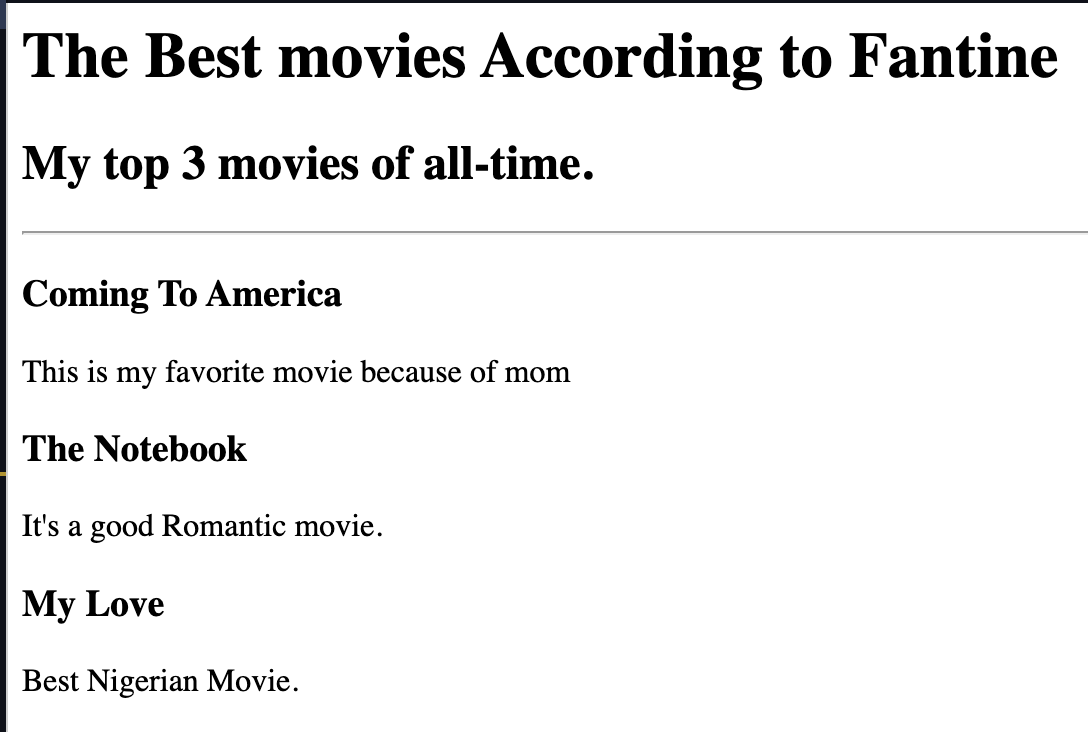 The Best movies According to Fantine
My top 3 movies of all-time.
Coming To America
This is my favorite movie because of mom
The Notebook
It's a good Romantic movie.
My Love
Best Nigerian Movie.